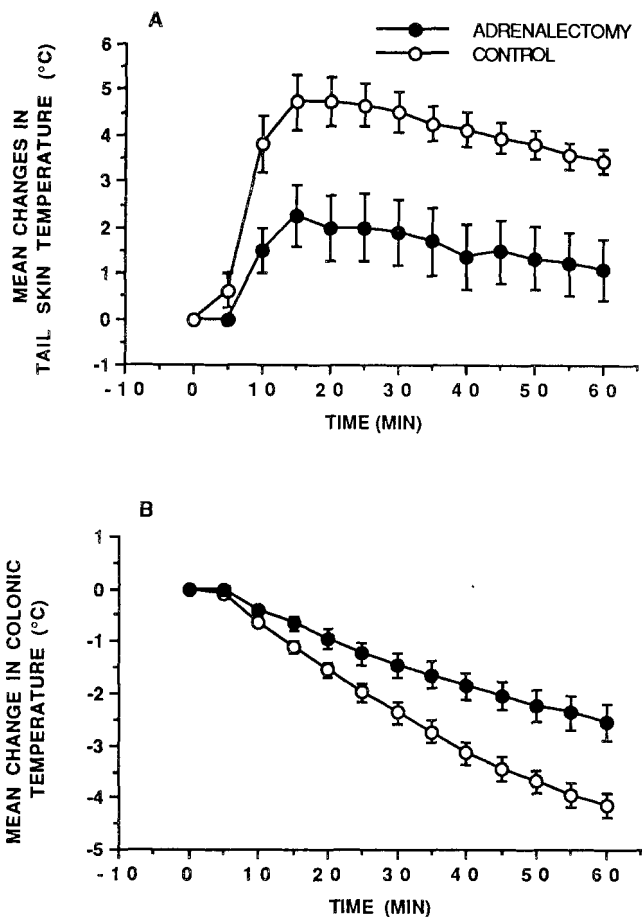 A
ADRENALECTOMY
CONTROL
MEAN CHANGES IN
TAIL SKIN TEMPERATURE (°C)
6
5
4
3
2
1
0
-1
-10 0 10 20 30 40 50 60
TIME (MIN)
B
MEAN CHANGE IN COLONIC
TEMPERATURE (°C)
1
0
-1
-2
-3
-4
-5
-10 0 10 20 30 40 50 60
TIME (MIN)